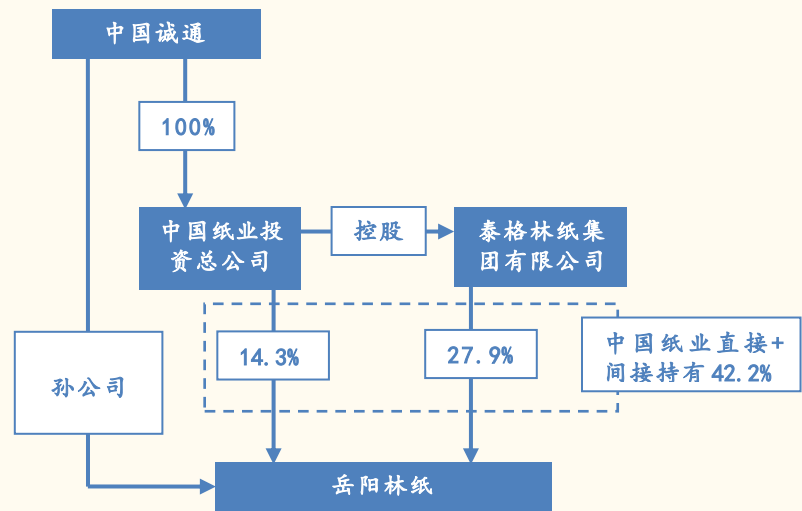 中国诚通
100%
中国纸业投
资总公司
控股
泰格林纸集
团有限公司
14.3%
27.9%
中国纸业直接+
间接持有 42.2%
孙公司
岳阳林纸